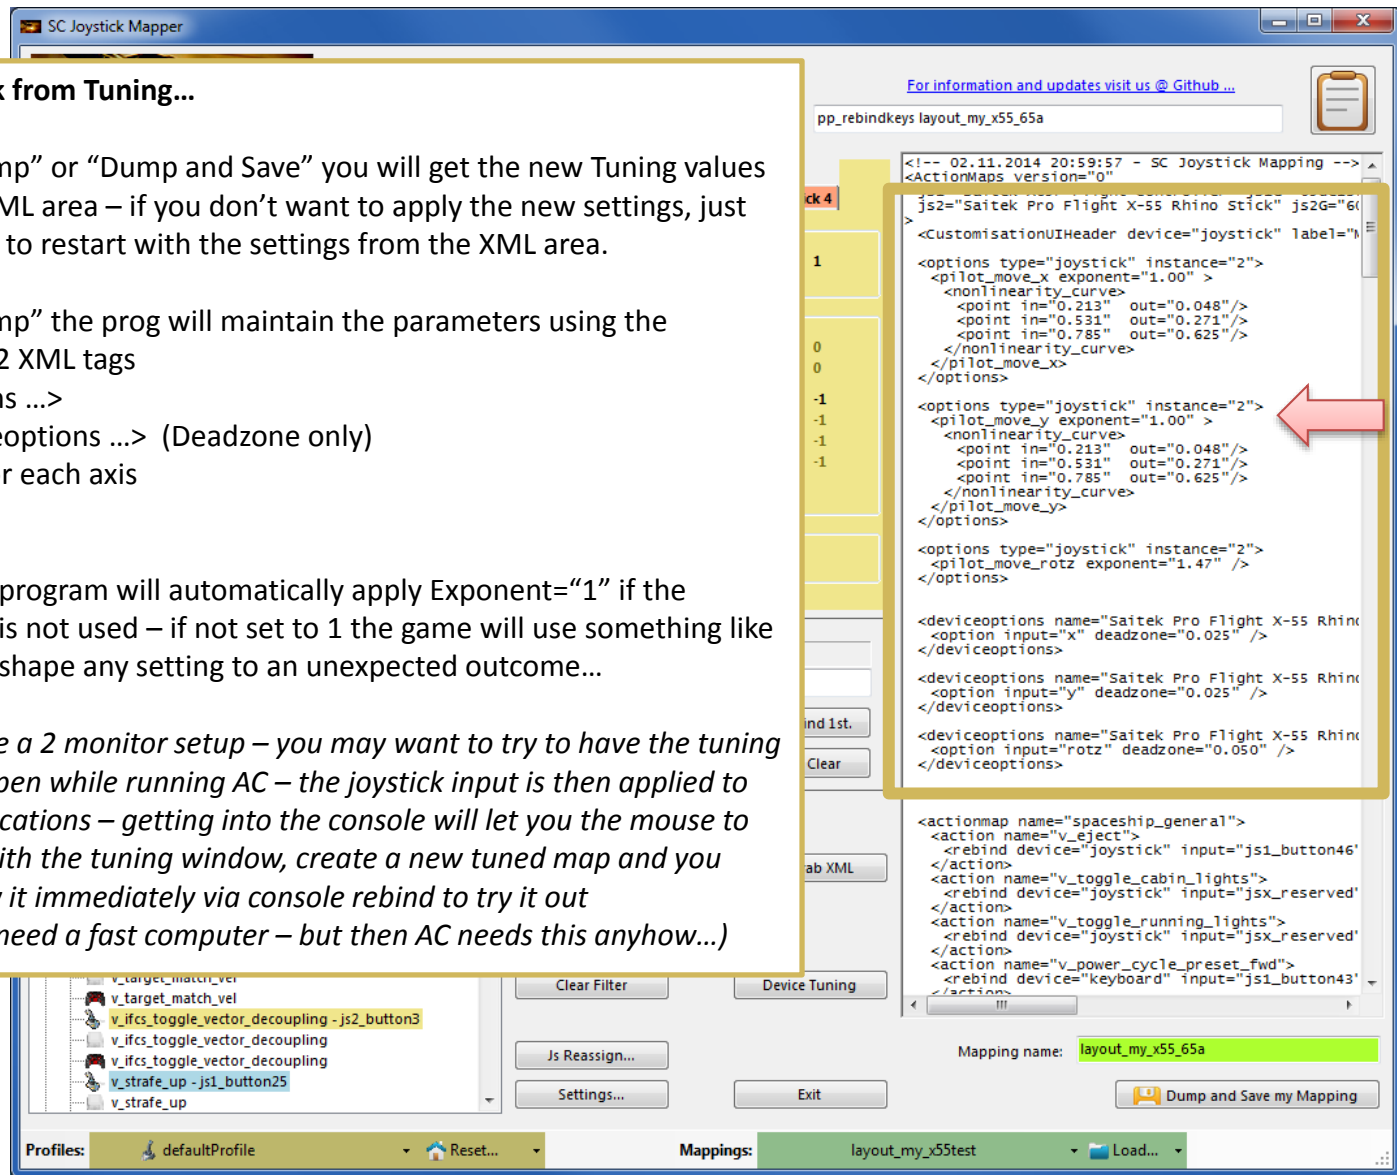 SC Joystick Mapper
from Tuning…
or “Dump and Save” you will get the new Tuning values
area – if you don’t want to apply the new settings, just
to restart with the settings from the XML area.
the prog will maintain the parameters using the
2 XML tags
…>
…> (Deadzone only)
each axis
program will automatically apply Exponent=“1” if the
is not used – if not set to 1 the game will use something like
shape any setting to an unexpected outcome…
a 2 monitor setup – you may want to try to have the tuning
while running AC – the joystick input is then applied to
– getting into the console will let you the mouse to
the tuning window, create a new tuned map and you
it immediately via console rebind to try it out
need a fast computer – but then AC needs this anyhow…)
For information and updates visit us @ Github ...
pp_rebindkeys layout_my_x55_65a
4
1
0
0
-1
-1
-1
-1
1st.
Clear
XML
<!-- 02.11.2014 20:59:57 - SC Joystick Mapping -->
<ActionMaps version="0"
js2="Saitek Pro Flight X-55 Rhino Stick" js2G="6
>
<CustomisationUIHeader device="joystick" label="
<options type="joystick" instance="2">
<pilot_move_x exponent="1.00" >
<nonlinearity_curve>
<point in="0.213" out="0.048"/>
<point in="0.531" out="0.271"/>
<point in="0.785" out="0.625"/>
</nonlinearity_curve>
</pilot_move_x>
</options>
<options type="joystick" instance="2">
<pilot_move_y exponent="1.00" >
<nonlinearity_curve>
<point in="0.213" out="0.048"/>
<point in="0.531" out="0.271"/>
<point in="0.785" out="0.625"/>
</nonlinearity_curve>
</pilot_move_y>
</options>
<options type="joystick" instance="2">
<pilot_move_rotz exponent="1.47" />
</options>
<deviceoptions name="Saitek Pro Flight X-55 Rhino
<option input="x" deadzone="0.025" />
</deviceoptions>
<deviceoptions name="Saitek Pro Flight X-55 Rhino
<option input="y" deadzone="0.025" />
</deviceoptions>
<deviceoptions name="Saitek Pro Flight X-55 Rhino
<option input="rotz" deadzone="0.050" />
</deviceoptions>
<actionmap name="spaceship_general">
<action name="v_eject">
<rebind device="joystick" input="js1_button46"
</action>
<action name="v_toggle_cabin_lights">
<rebind device="joystick" input="jsx_reserved"
</action>
<action name="v_toggle_running_lights">
<rebind device="joystick" input="jsx_reserved"
</action>
<action name="v_power_cycle_preset_fwd">
<rebind device="keyboard" input="js1_button43"
</action>
v_target_match_vel
v_target_match_vel
v_ifcs_toggle_vector_decoupling - js2_button3
v_ifcs_toggle_vector_decoupling
v_ifcs_toggle_vector_decoupling
v_strafe_up - js1_button25
v_strafe_up
Clear Filter
Device Tuning
Js Reassign...
Settings...
Exit
Mapping name: layout_my_x55_65a
Dump and Save my Mapping
Profiles: defaultProfile Reset... Mappings: layout_my_x55test Load...